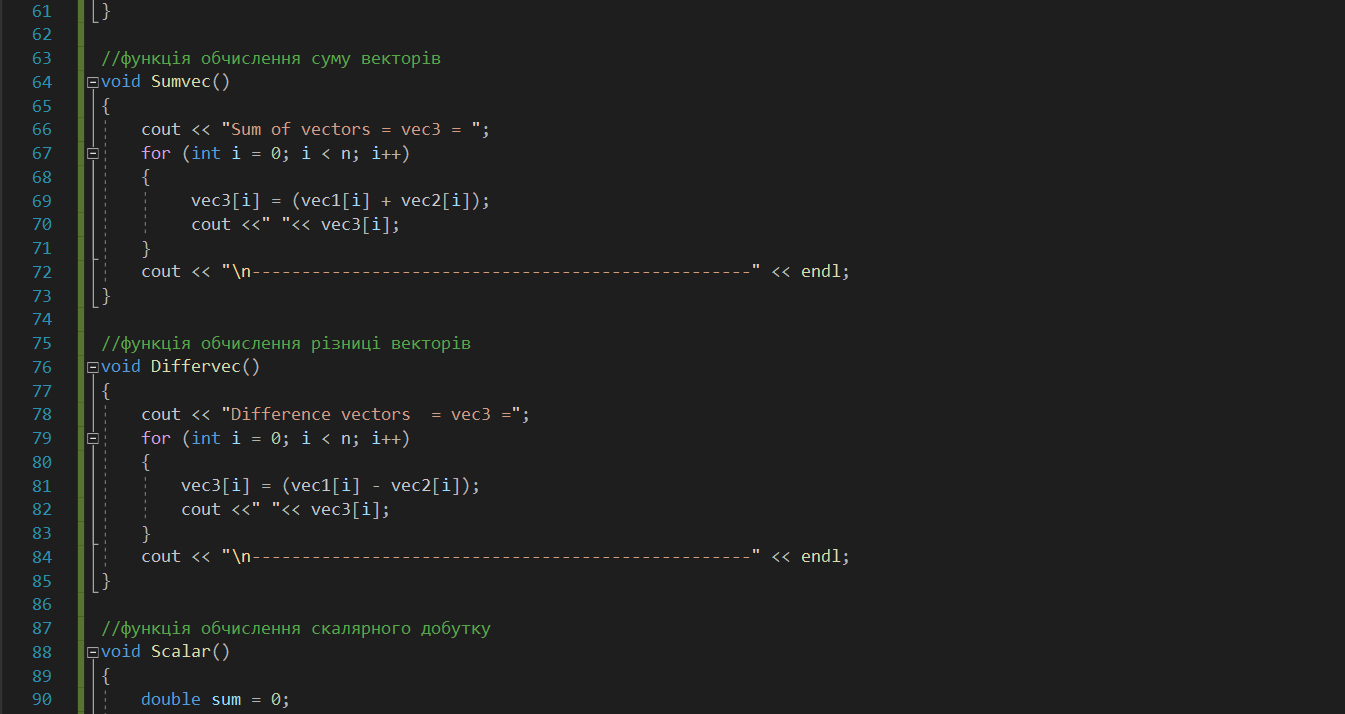 61 }
62
63 //функція обчислення суму векторів
64 void Sumvec()
65 {
66 cout << "Sum of vectors = vec3 = ";
67 for (int i = 0; i < n; i++)
68 {
69 vec3[i] = (vec1[i] + vec2[i]);
70 cout <<" "<< vec3[i];
71 }
72 cout << "\n--------------------------------------------------" << endl;
73 }
74
75 //функція обчислення різниці векторів
76 void Differvec()
77 {
78 cout << "Difference vectors  = vec3 =";
79 for (int i = 0; i < n; i++)
80 {
81 vec3[i] = (vec1[i] - vec2[i]);
82 cout <<" "<< vec3[i];
83 }
84 cout << "\n--------------------------------------------------" << endl;
85 }
86
87 //функція обчислення скалярного добутку
88 void Scalar()
89 {
90 double sum = 0;